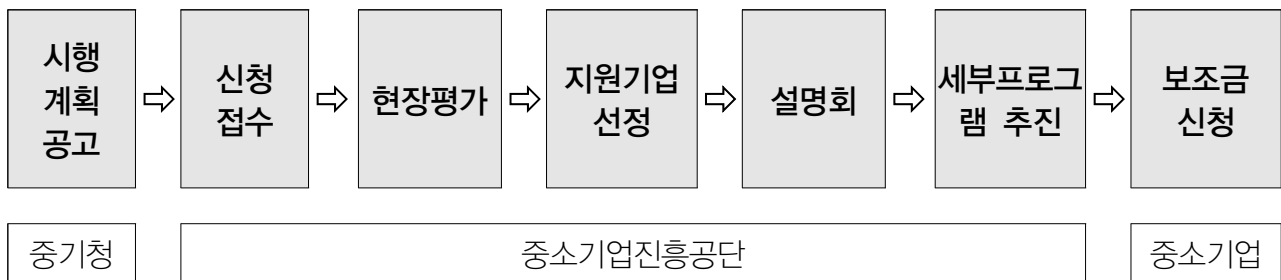 시행
계획
공고
신청
접수
현장평가
지원기업
선정
설명회
세부프로그
램 추진
보조금
신청
중기청
중소기업진흥공단
중소기업